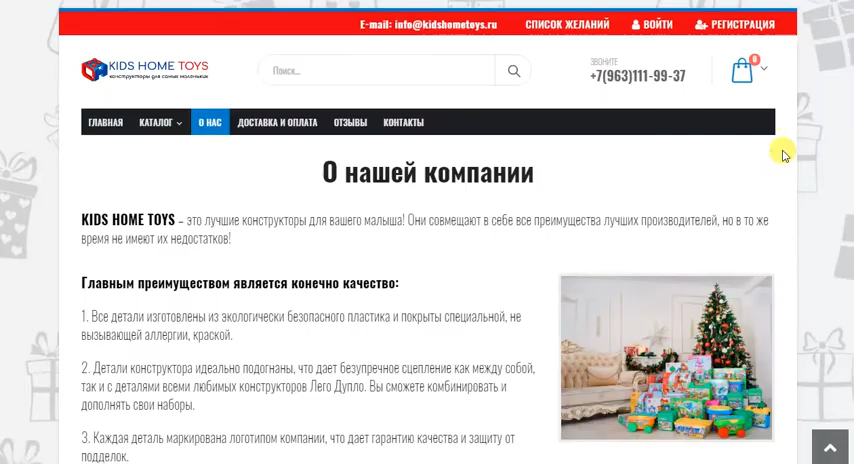 E-mail: info@kidshometoys.ru СПИСОК ЖЕЛАНИЙ ВОЙТИ РЕГИСТРАЦИЯ
KIDS HOME TOYS
конструкторы для самых маленьких
Поиск...
ЗВОНИТЕ
+7(963)111-99-37
0
ГЛАВНАЯ КАТАЛОГ О НАС ДОСТАВКА И ОПЛАТА ОТЗЫВЫ КОНТАКТЫ
О нашей компании
KIDS HOME TOYS – это лучшие конструкторы для вашего малыша! Они совмещают в себе все преимущества лучших производителей, но в то же
время не имеют их недостатков!
Главным преимуществом является конечно качество:
1. Все детали изготовлены из экологически безопасного пластика и покрыты специальной, не
вызывающей аллергии, краской.
2. Детали конструктора идеально подогнаны, что дает безупречное сцепление как между собой,
так и с деталями всеми любимых конструкторов Лего Дупло. Вы сможете комбинировать и
дополнять свои наборы.
3. Каждая деталь маркирована логотипом компании, что дает гарантию качества и защиту от
подделок.